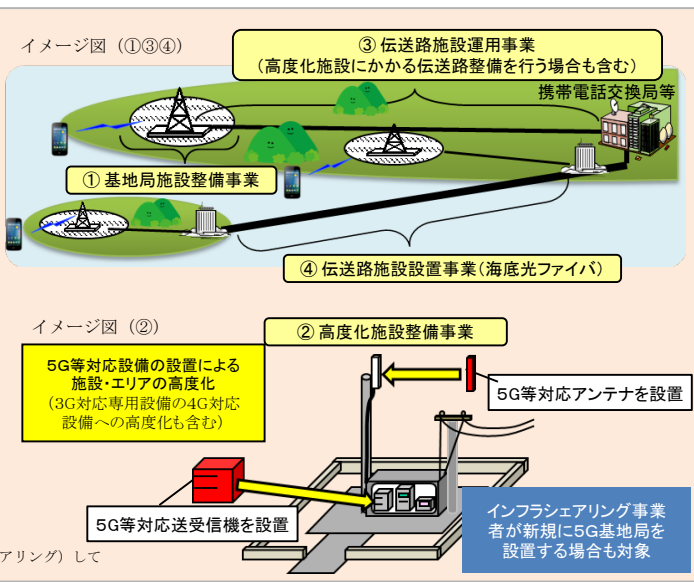 イメージ図（①③④）
③ 伝送路施設運用事業
（高度化施設にかかる伝送路整備を行う場合も含む）
携帯電話交換局等
① 基地局施設整備事業
④ 伝送路施設設置事業（海底光ファイバ）
イメージ図（②）
② 高度化施設整備事業
5G等対応設備の設置による
施設・エリアの高度化
（3G対応専用設備の4G対応
設備への高度化も含む）
5G等対応アンテナを設置
5G等対応送受信機を設置
インフラシェアリング事業
者が新規に5G基地局を
設置する場合も対象
アリング）して